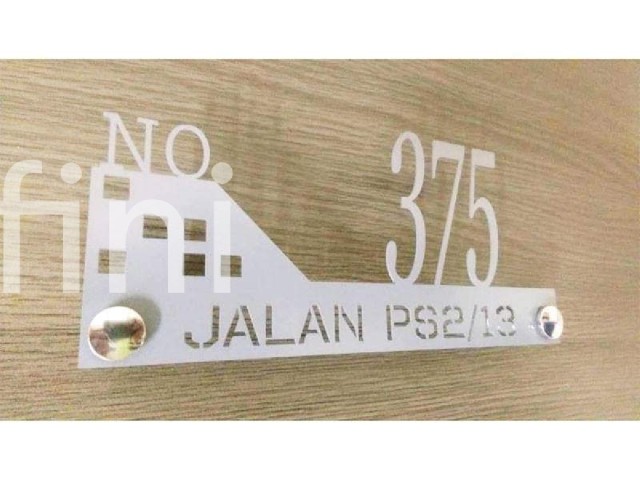 NO. 375
fini
JALAN PS2/13